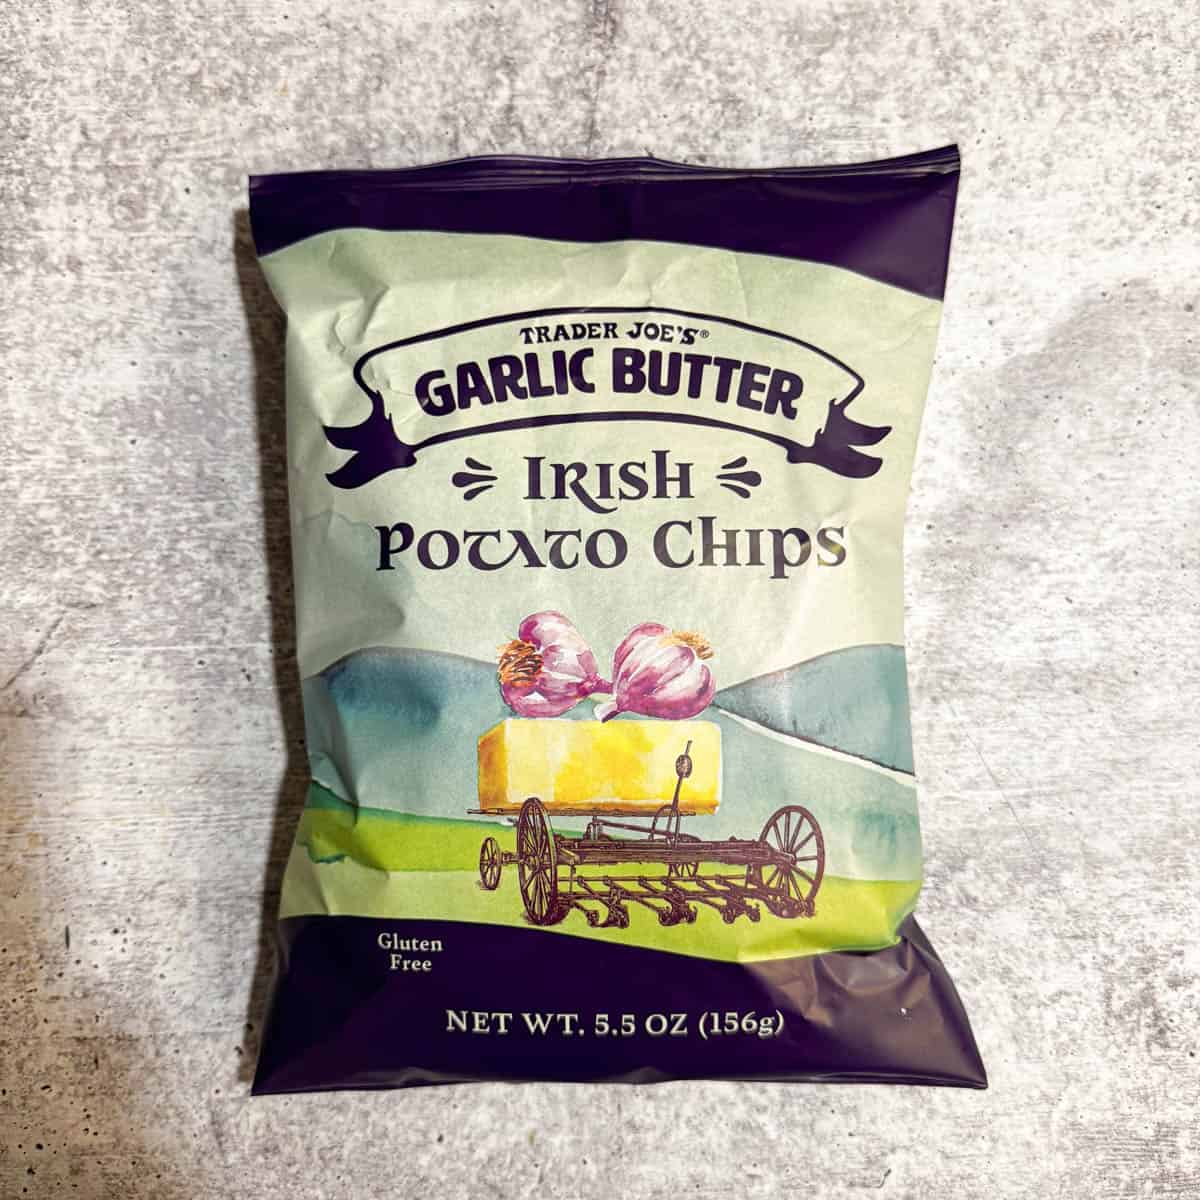 TRADER JOE'S®
GARLIC BUTTER
IRISH
POTATO CHIPS
Gluten
Free
NET WT. 5.5 OZ (156g)